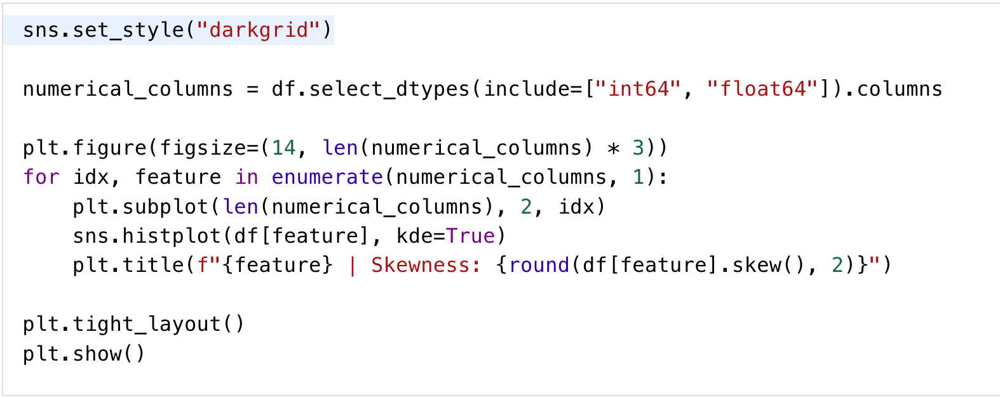 sns.set_style("darkgrid")
numerical_columns = df.select_dtypes(include=["int64", "float64"]).columns
plt.figure(figsize=(14, len(numerical_columns) * 3))
for idx, feature in enumerate(numerical_columns, 1):
    plt.subplot(len(numerical_columns), 2, idx)
    sns.histplot(df[feature], kde=True)
    plt.title(f"{feature} | Skewness: {round(df[feature].skew(), 2)}")
plt.tight_layout()
plt.show()